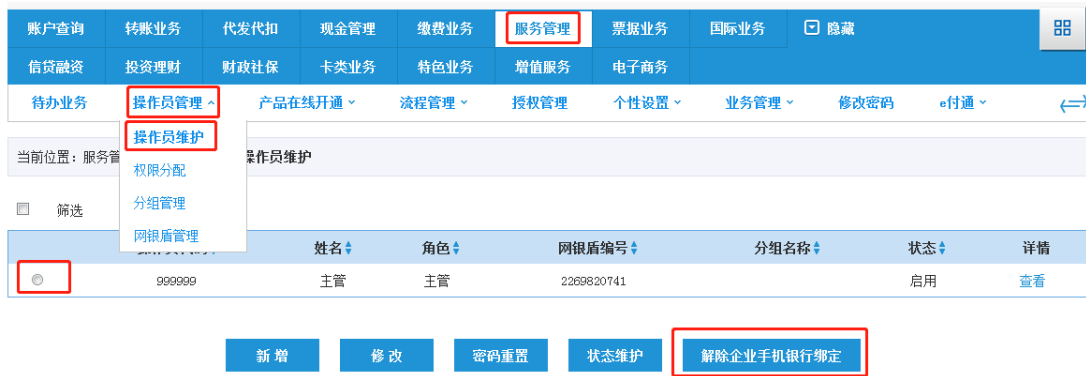 账户查询 转账业务 代发代扣 现金管理 缴费业务 服务管理 票据业务 国际业务 隐藏
信贷融资 投资理财 财政社保 卡类业务 特色业务 增值服务 电子商务
待办业务 操作员管理 产品在线开通 流程管理 授权管理 个性设置 业务管理 修改密码 e付通
操作员维护
当前位置：服务管 操作员维护
权限分配
筛选 分组管理
网银盾管理
姓名 角色 网银盾编号 分组名称 状态 详情
999999 主管 主管 2269820741 启用 查看
新增 修改 密码重置 状态维护 解除企业手机银行绑定